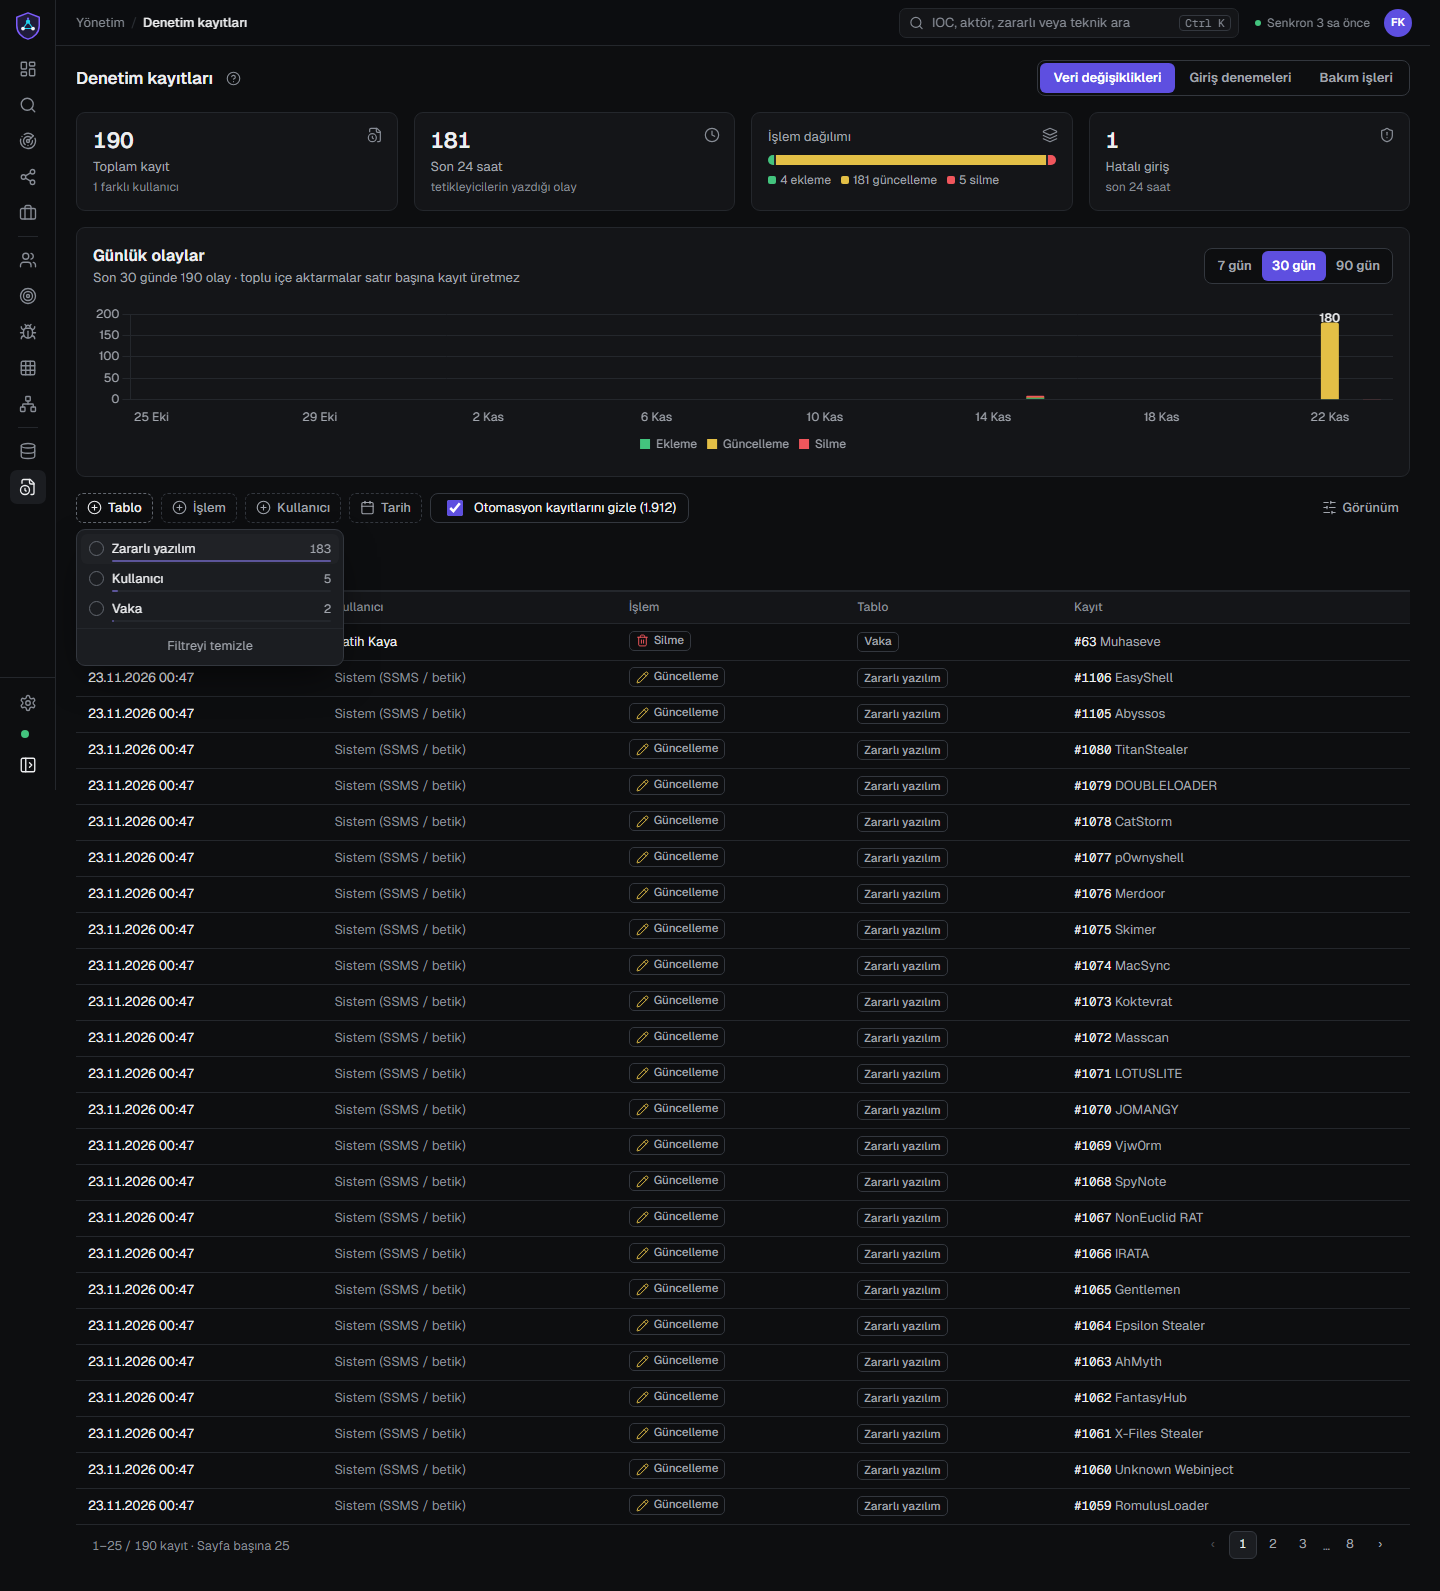 Yönetim / Denetim kayıtları
IOC, aktör, zararlı veya teknik ara
Ctrl K
Senkron 3 sa önce
FK
Denetim kayıtları
Veri değişiklikleri
Giriş denemeleri
Bakım işleri
190
Toplam kayıt
1 farklı kullanıcı
181
Son 24 saat
tetikleyicilerin yazdığı olay
İşlem dağılımı
4 ekleme
181 güncelleme
5 silme
1
Hatalı giriş
son 24 saat
Günlük olaylar
Son 30 günde 190 olay · toplu içe aktarmalar satır başına kayıt üretmez
7 gün
30 gün
90 gün
200
150
100
50
0
180
25 Eki
29 Eki
2 Kas
6 Kas
10 Kas
14 Kas
18 Kas
22 Kas
Ekleme
Güncelleme
Silme
Tablo
İşlem
Kullanıcı
Tarih
Otomasyon kayıtlarını gizle (1.912)
Görünüm
Zararlı yazılım 183
Kullanıcı 5
Vaka 2
Filtreyi temizle
ullanıcı İşlem Tablo Kayıt
atih Kaya Silme Vaka #63 Muhaseve
23.11.2026 00:47 Sistem (SSMS / betik) Güncelleme Zararlı yazılım #1106 EasyShell
23.11.2026 00:47 Sistem (SSMS / betik) Güncelleme Zararlı yazılım #1105 Abyssos
23.11.2026 00:47 Sistem (SSMS / betik) Güncelleme Zararlı yazılım #1080 TitanStealer
23.11.2026 00:47 Sistem (SSMS / betik) Güncelleme Zararlı yazılım #1079 DOUBLELOADER
23.11.2026 00:47 Sistem (SSMS / betik) Güncelleme Zararlı yazılım #1078 CatStorm
23.11.2026 00:47 Sistem (SSMS / betik) Güncelleme Zararlı yazılım #1077 p0wnyshell
23.11.2026 00:47 Sistem (SSMS / betik) Güncelleme Zararlı yazılım #1076 Merdoor
23.11.2026 00:47 Sistem (SSMS / betik) Güncelleme Zararlı yazılım #1075 Skimer
23.11.2026 00:47 Sistem (SSMS / betik) Güncelleme Zararlı yazılım #1074 MacSync
23.11.2026 00:47 Sistem (SSMS / betik) Güncelleme Zararlı yazılım #1073 Koktevrat
23.11.2026 00:47 Sistem (SSMS / betik) Güncelleme Zararlı yazılım #1072 Masscan
23.11.2026 00:47 Sistem (SSMS / betik) Güncelleme Zararlı yazılım #1071 LOTUSLITE
23.11.2026 00:47 Sistem (SSMS / betik) Güncelleme Zararlı yazılım #1070 JOMANGY
23.11.2026 00:47 Sistem (SSMS / betik) Güncelleme Zararlı yazılım #1069 Vjw0rm
23.11.2026 00:47 Sistem (SSMS / betik) Güncelleme Zararlı yazılım #1068 SpyNote
23.11.2026 00:47 Sistem (SSMS / betik) Güncelleme Zararlı yazılım #1067 NonEuclid RAT
23.11.2026 00:47 Sistem (SSMS / betik) Güncelleme Zararlı yazılım #1066 IRATA
23.11.2026 00:47 Sistem (SSMS / betik) Güncelleme Zararlı yazılım #1065 Gentlemen
23.11.2026 00:47 Sistem (SSMS / betik) Güncelleme Zararlı yazılım #1064 Epsilon Stealer
23.11.2026 00:47 Sistem (SSMS / betik) Güncelleme Zararlı yazılım #1063 AhMyth
23.11.2026 00:47 Sistem (SSMS / betik) Güncelleme Zararlı yazılım #1062 FantasyHub
23.11.2026 00:47 Sistem (SSMS / betik) Güncelleme Zararlı yazılım #1061 X-Files Stealer
23.11.2026 00:47 Sistem (SSMS / betik) Güncelleme Zararlı yazılım #1060 Unknown Webinject
23.11.2026 00:47 Sistem (SSMS / betik) Güncelleme Zararlı yazılım #1059 RomulusLoader
1–25 / 190 kayıt · Sayfa başına 25
‹ 1 2 3 … 8 ›